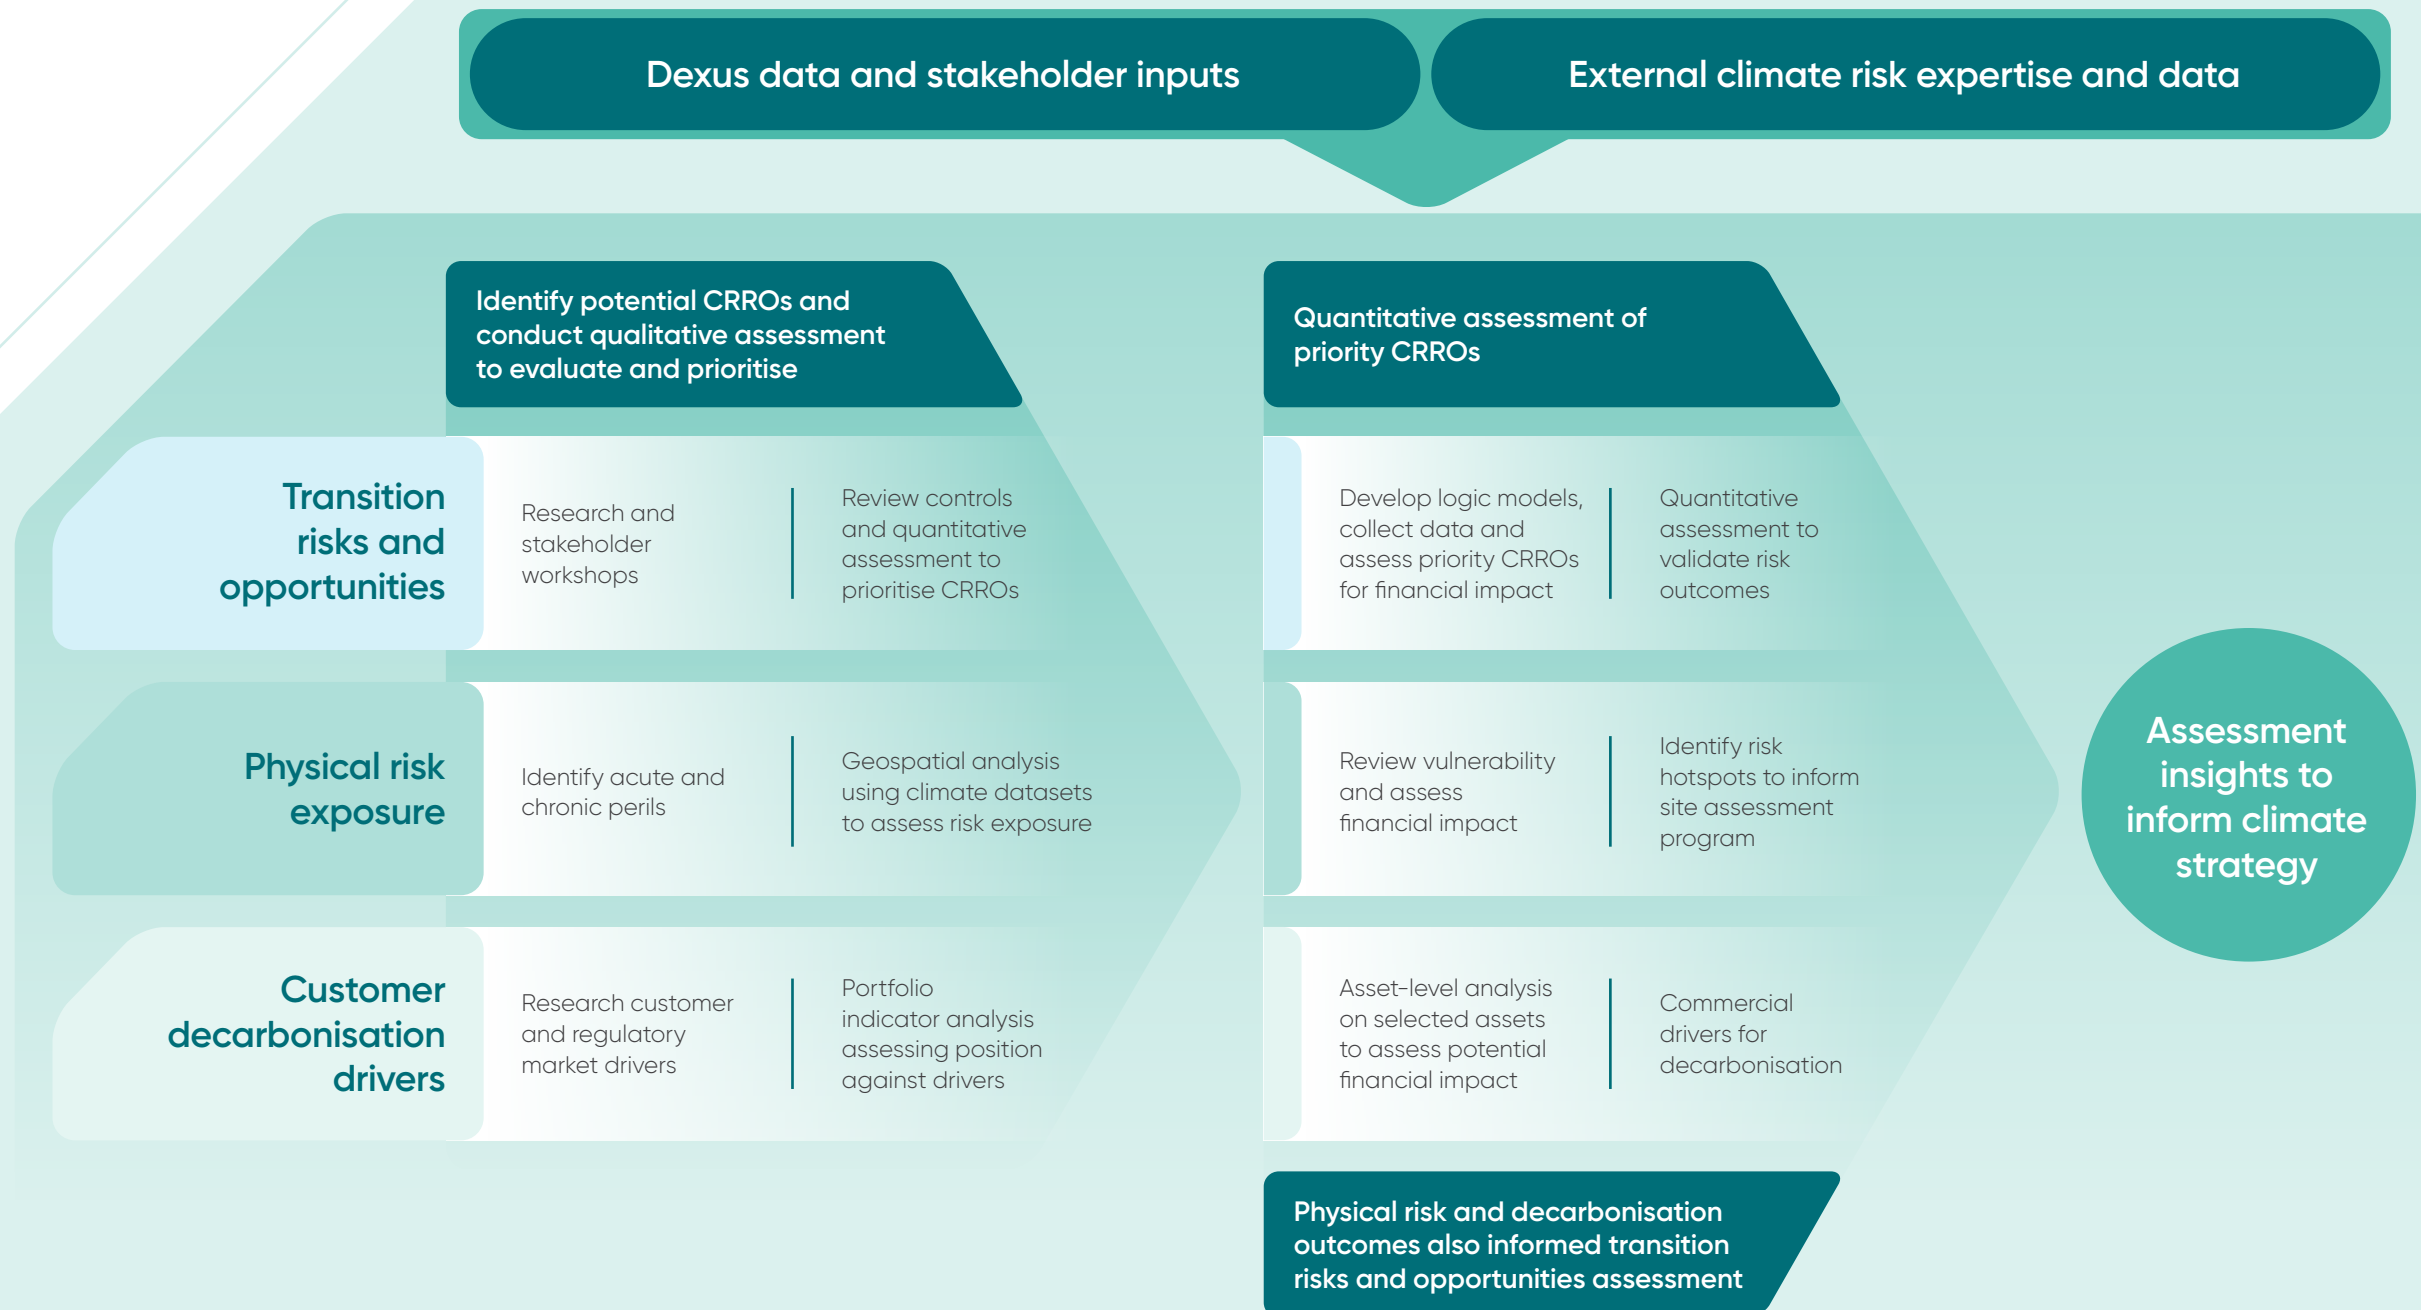 Dexus data and stakeholder inputs
External climate risk expertise and data
Identify potential CRROs and
conduct qualitative assessment
to evaluate and prioritise
Quantitative assessment of
priority CRROs
Transition
risks and
opportunities
Research and
stakeholder
workshops
Review controls
and quantitative
assessment to
prioritise CRROs
Develop logic models,
collect data and
assess priority CRROs
for financial impact
Quantitative
assessment to
validate risk
outcomes
Physical risk
exposure
Identify acute and
chronic perils
Geospatial analysis
using climate datasets
to assess risk exposure
Review vulnerability
and assess
financial impact
Identify risk
hotspots to inform
site assessment
program
Customer
decarbonisation
drivers
Research customer
and regulatory
market drivers
Portfolio
indicator analysis
assessing position
against drivers
Asset-level analysis
on selected assets
to assess potential
financial impact
Commercial
drivers for
decarbonisation
Assessment
insights to
inform climate
strategy
Physical risk and decarbonisation
outcomes also informed transition
risks and opportunities assessment